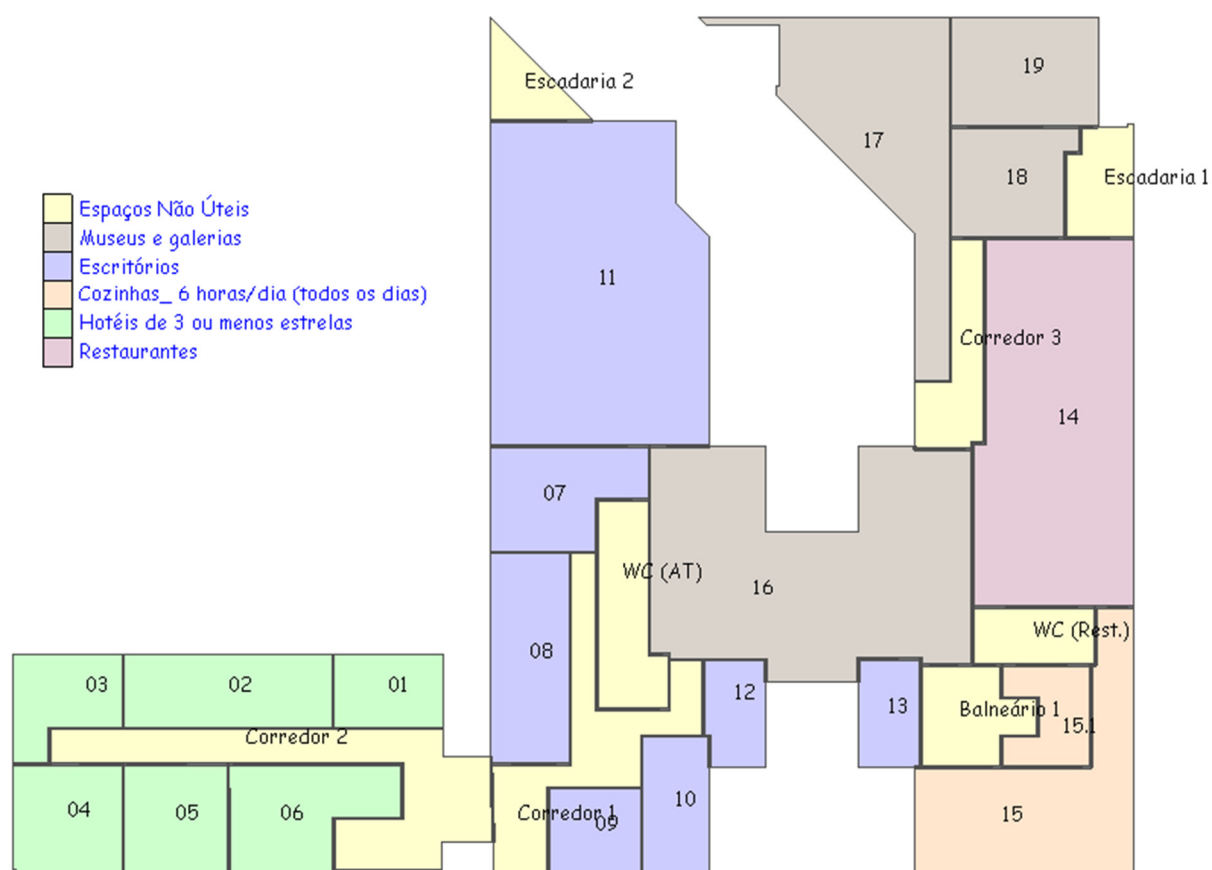 Escadaria 2
19
17
18
Escadaria 1
Espaços Não Úteis
Museus e galerias
Escritórios
Cozinhas_ 6 horas/dia (todos os dias)
Hotéis de 3 ou menos estrelas
Restaurantes
11
Corredor 3
14
07
WC (AT)
16
WC (Rest.)
08
03
02
01
12
13
Balneário 1
15.1
Corredor 2
04
05
06
Corredor 1
09
10
15